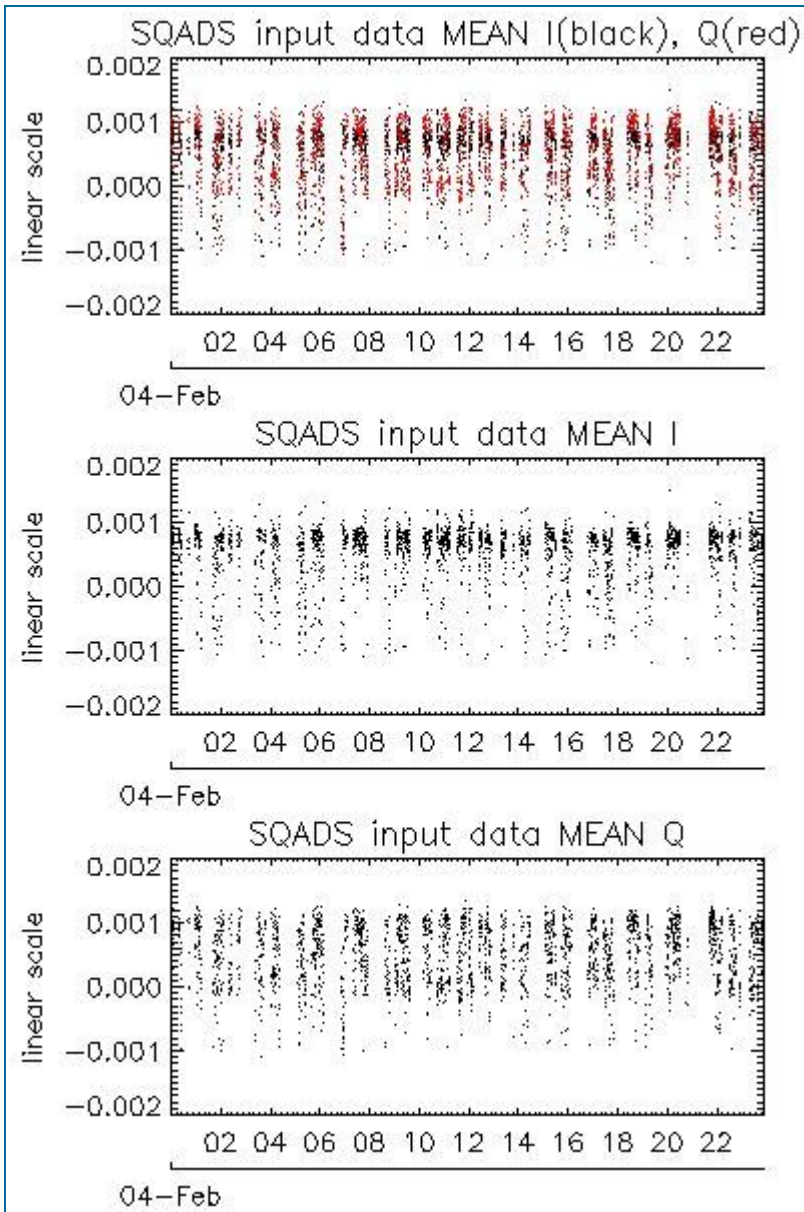 SQADS input data MEAN I(black), Q(red)
linear scale
0.002
0.001
0.000
-0.001
-0.002
02 04 06 08 10 12 14 16 18 20 22
04-Feb
SQADS input data MEAN I
linear scale
0.002
0.001
0.000
-0.001
-0.002
02 04 06 08 10 12 14 16 18 20 22
04-Feb
SQADS input data MEAN Q
linear scale
0.002
0.001
0.000
-0.001
-0.002
02 04 06 08 10 12 14 16 18 20 22
04-Feb